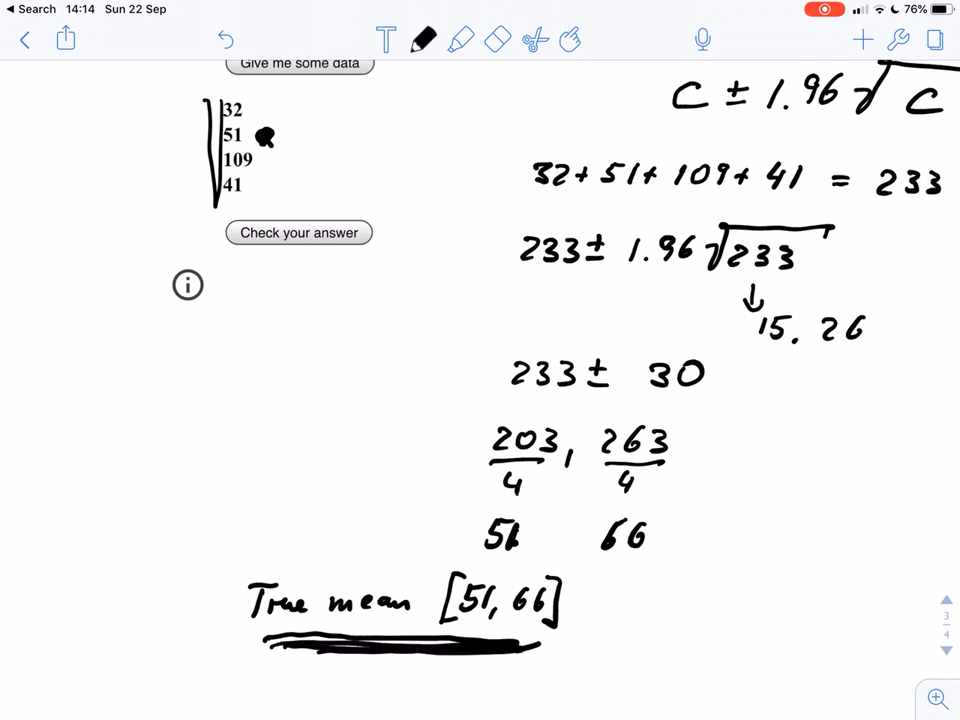 Search 14:14 Sun 22 Sep 76%
T
Give me some data
32
51
109
41
Check your answer
i
C ± 1.96 √C
32 + 51 + 109 + 41 = 233
233 ± 1.96 √233
↓
15.26
233 ± 30
203/4, 263/4
51 66
True mean [51, 66]
3
4